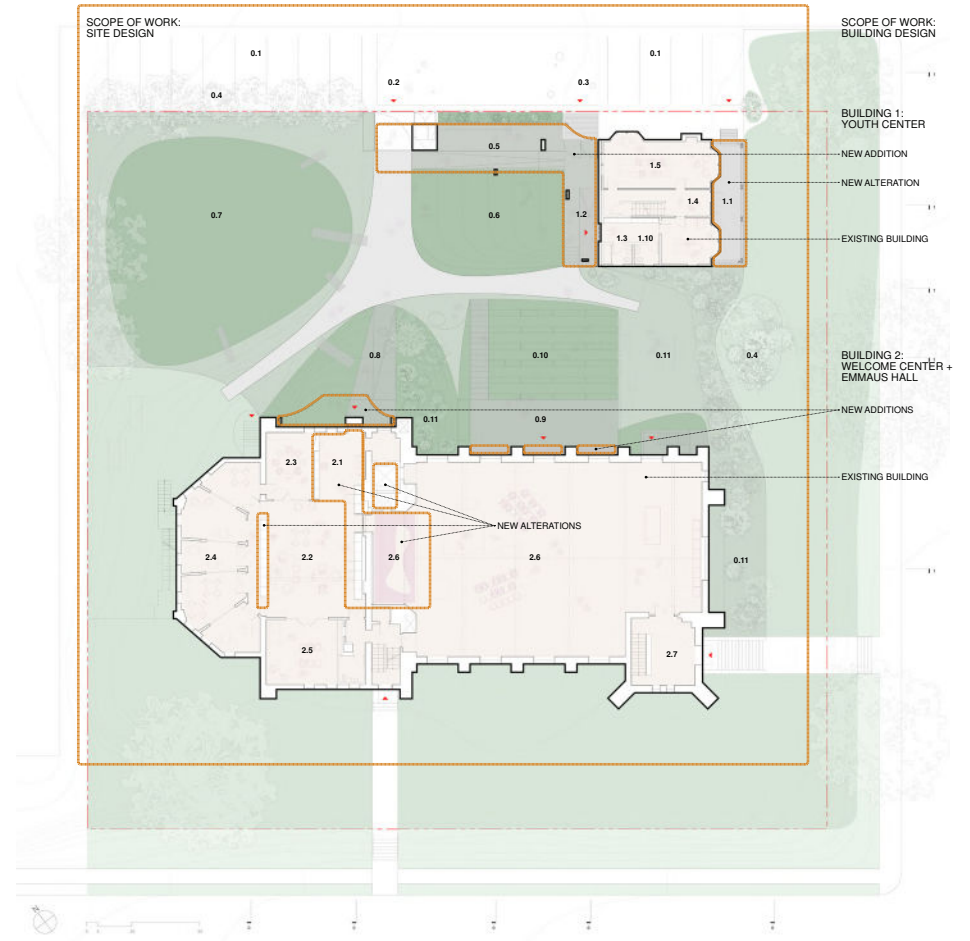 SCOPE OF WORK:
SITE DESIGN
SCOPE OF WORK:
BUILDING DESIGN
0.1
0.1
0.2
0.3
0.4
BUILDING 1:
YOUTH CENTER
0.5
NEW ADDITION
1.5
NEW ALTERATION
1.4
1.1
0.7
0.6
1.2
1.3
1.10
EXISTING BUILDING
0.8
0.10
0.11
0.4
BUILDING 2:
WELCOME CENTER +
EMMAUS HALL
NEW ADDITIONS
0.11
0.9
2.3
2.1
EXISTING BUILDING
NEW ALTERATIONS
2.4
2.2
2.6
2.6
0.11
2.5
2.7